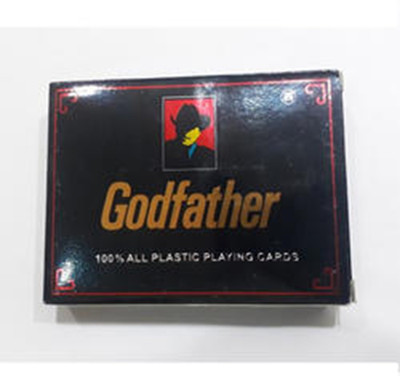 Godfather
100% ALL PLASTIC PLAYING CARDS